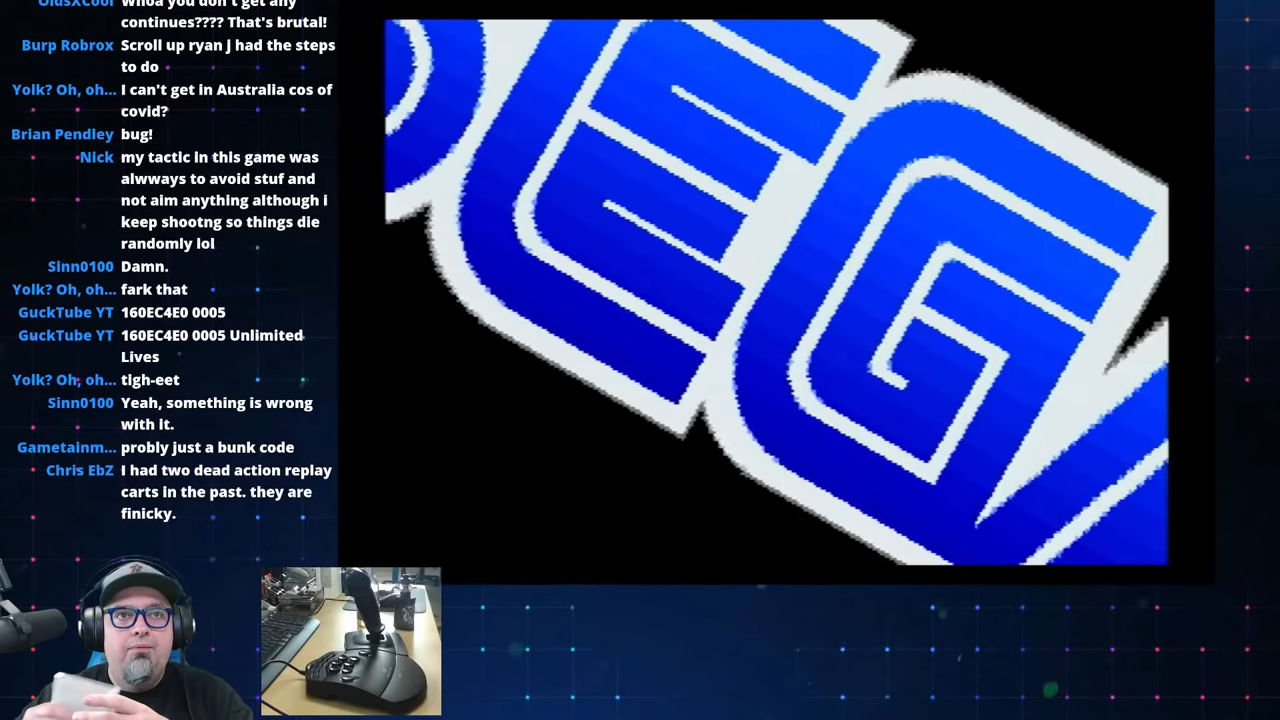 OldsXCool Whoa you don't get any
continues???? That's brutal!
Burp Robrox Scroll up ryan j had the steps
to do
Yolk? Oh, oh... I can't get in Australia cos of
covid?
Brian Pendley bug!
Nick my tactic in this game was
alwways to avoid stuf and
not aim anything although i
keep shootng so things die
randomly lol
Sinn0100 Damn.
Yolk? Oh, oh... fark that
GuckTube YT 160EC4E0 0005
GuckTube YT 160EC4E0 0005 Unlimited
Lives
Yolk? Oh, oh... tigh-eet
Sinn0100 Yeah, something is wrong
with it.
Gametainm... probly just a bunk code
Chris EbZ I had two dead action replay
carts in the past. they are
finicky.
SEGA